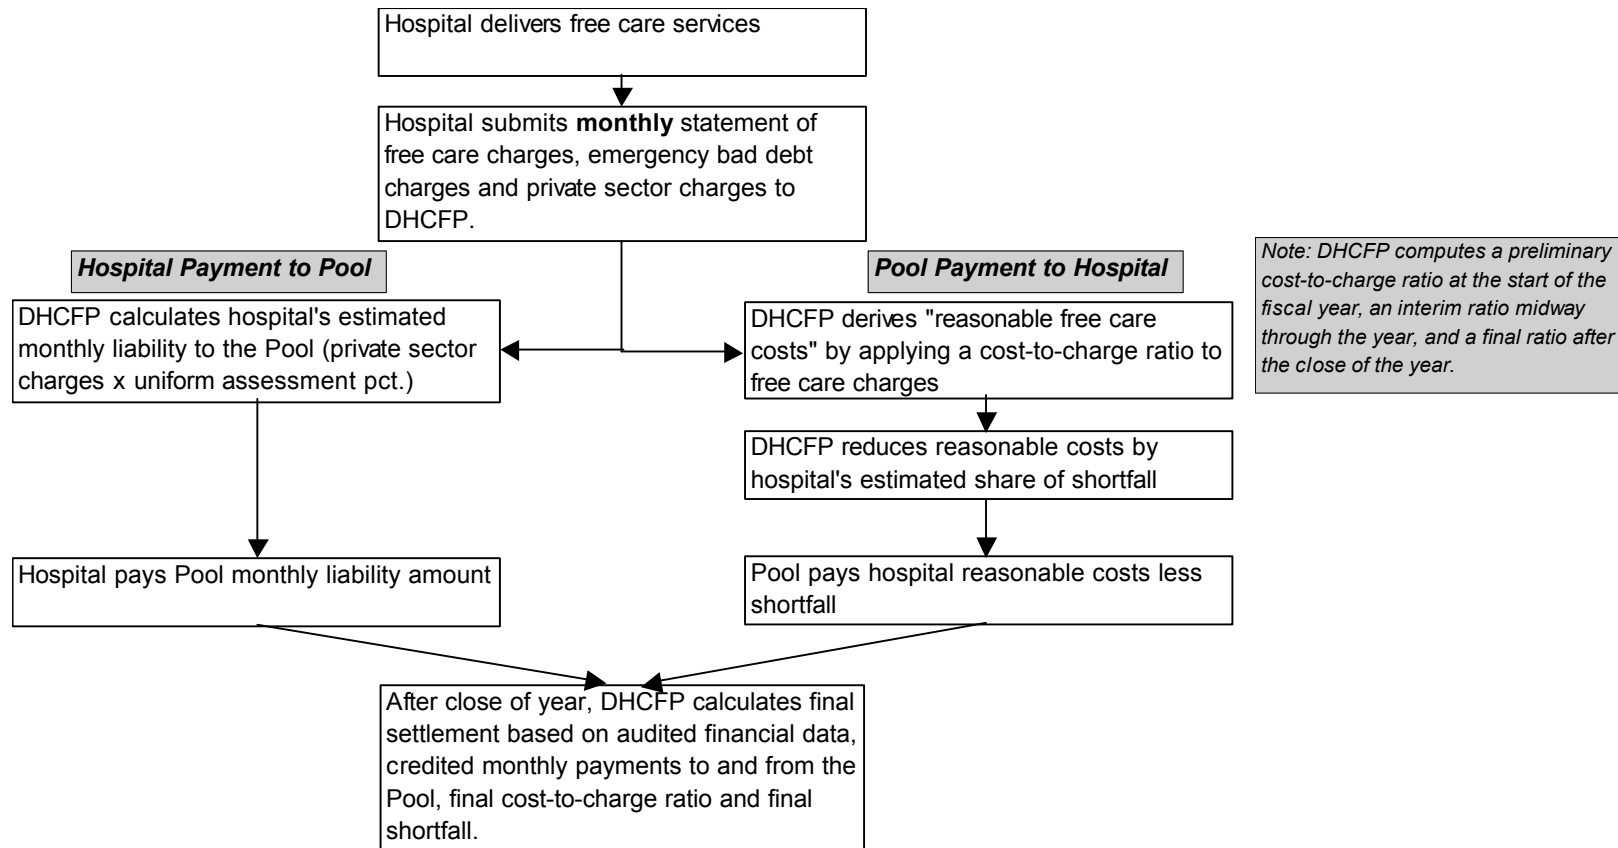 Hospital delivers free care services
Hospital submits monthly statement of
free care charges, emergency bad debt
charges and private sector charges to
DHCFP.
Hospital Payment to Pool
Pool Payment to Hospital
Note: DHCFP computes a preliminary
cost-to-charge ratio at the start of the
fiscal year, an interim ratio midway
through the year, and a final ratio after
the close of the year.
DHCFP calculates hospital's estimated
monthly liability to the Pool (private sector
charges x uniform assessment pct.)
DHCFP derives "reasonable free care
costs" by applying a cost-to-charge ratio to
free care charges
DHCFP reduces reasonable costs by
hospital's estimated share of shortfall
Hospital pays Pool monthly liability amount
Pool pays hospital reasonable costs less
shortfall
After close of year, DHCFP calculates final
settlement based on audited financial data,
credited monthly payments to and from the
Pool, final cost-to-charge ratio and final
shortfall.